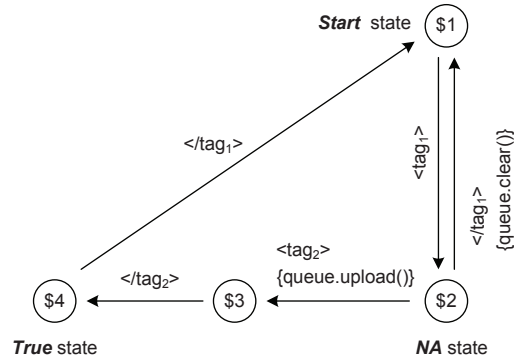 Start state
$1
</tag₁>
<tag₁>
</tag₁>
{queue.clear()}
<tag₂>
{queue.upload()}
</tag₂>
$4
$3
$2
True state
NA state